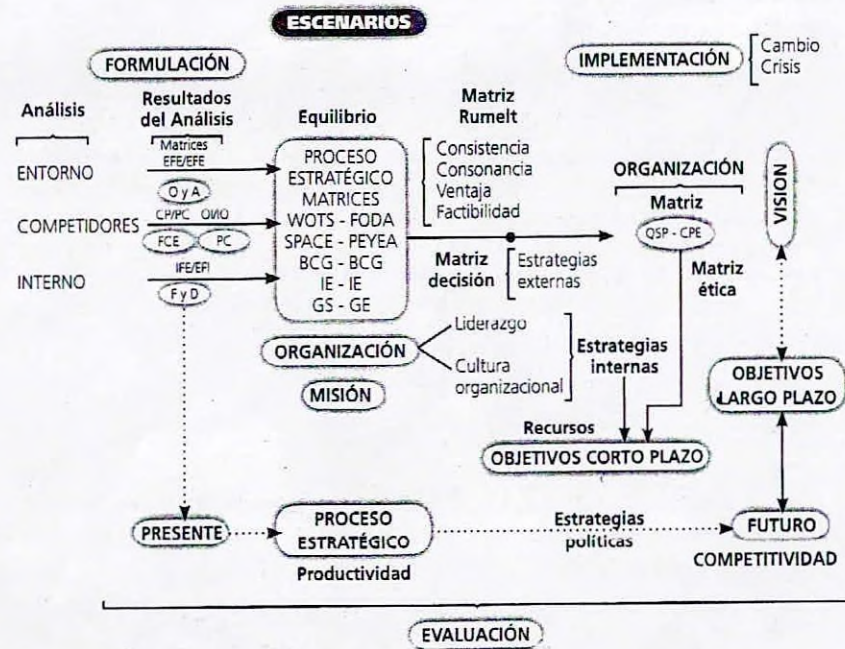 ESCENARIOS
FORMULACIÓN
IMPLEMENTACIÓN
Cambio
Crisis
Análisis
Resultados
del Análisis
Equilibrio
Matriz
Rumelt
ENTORNO
Matrices
EFE/EFE
O y A
COMPETIDORES
CP/PC ONO
FCE
PC
INTERNO
IFE/EFI
F y D
PROCESO
ESTRATÉGICO
MATRICES
WOTS - FODA
SPACE - PEYEA
BCG - BCG
IE - IE
GS - GE
Consistencia
Consonancia
Ventaja
Factibilidad
Matriz
decisión
Estrategias
externas
ORGANIZACIÓN
Matriz
QSP - CPE
Matriz
ética
VISION
ORGANIZACIÓN
MISIÓN
Liderazgo
Cultura
organizacional
Estrategias
internas
Recursos
OBJETIVOS CORTO PLAZO
OBJETIVOS
LARGO PLAZO
PRESENTE
PROCESO
ESTRATÉGICO
Productividad
Estrategias
políticas
FUTURO
COMPETITIVIDAD
EVALUACIÓN